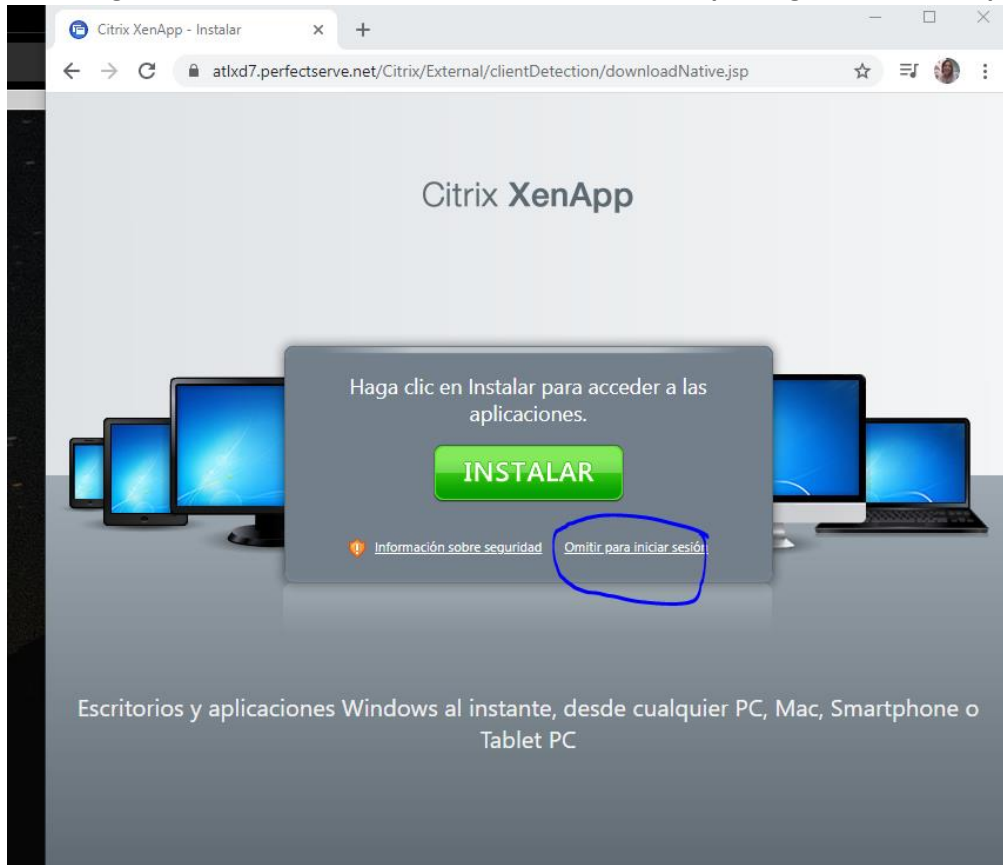 Citrix XenApp - Instalar
atlxd7.perfectserve.net/Citrix/External/clientDetection/downloadNative.jsp
Citrix XenApp
Haga clic en Instalar para acceder a las
aplicaciones.
INSTALAR
Información sobre seguridad Omitir para iniciar sesión
Escritorios y aplicaciones Windows al instante, desde cualquier PC, Mac, Smartphone o
Tablet PC